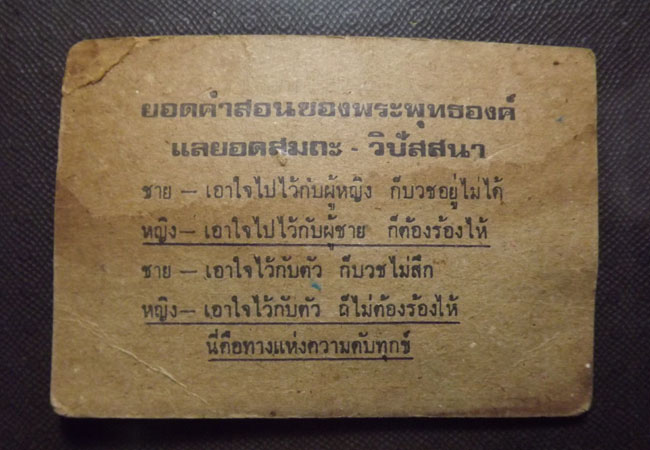 ยอดคำสอนของพระพุทธองค์
แลยอดสมถะ - วิปัสสนา
ชาย — เอาใจไปไว้กับผู้หญิง ก็บวชอยู่ไม่ได้
หญิง — เอาใจไปไว้กับผู้ชาย ก็ต้องร้องไห้
ชาย — เอาใจไว้กับตัว ก็บวชไม่สึก
หญิง — เอาใจไว้กับตัว ก็ไม่ต้องร้องไห้
นี่คือทางแห่งความดับทุกข์